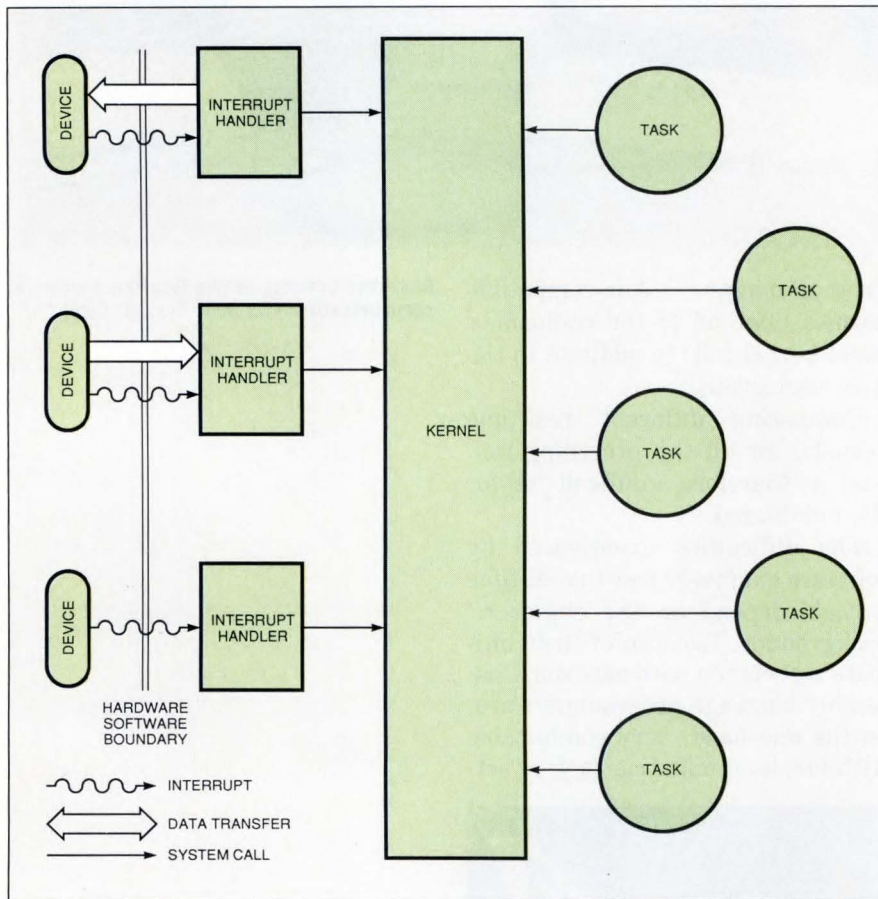 DEVICE
INTERRUPT
HANDLER
TASK
TASK
DEVICE
INTERRUPT
HANDLER
KERNEL
TASK
DEVICE
INTERRUPT
HANDLER
TASK
TASK
HARDWARE
SOFTWARE
BOUNDARY
INTERRUPT
DATA TRANSFER
SYSTEM CALL